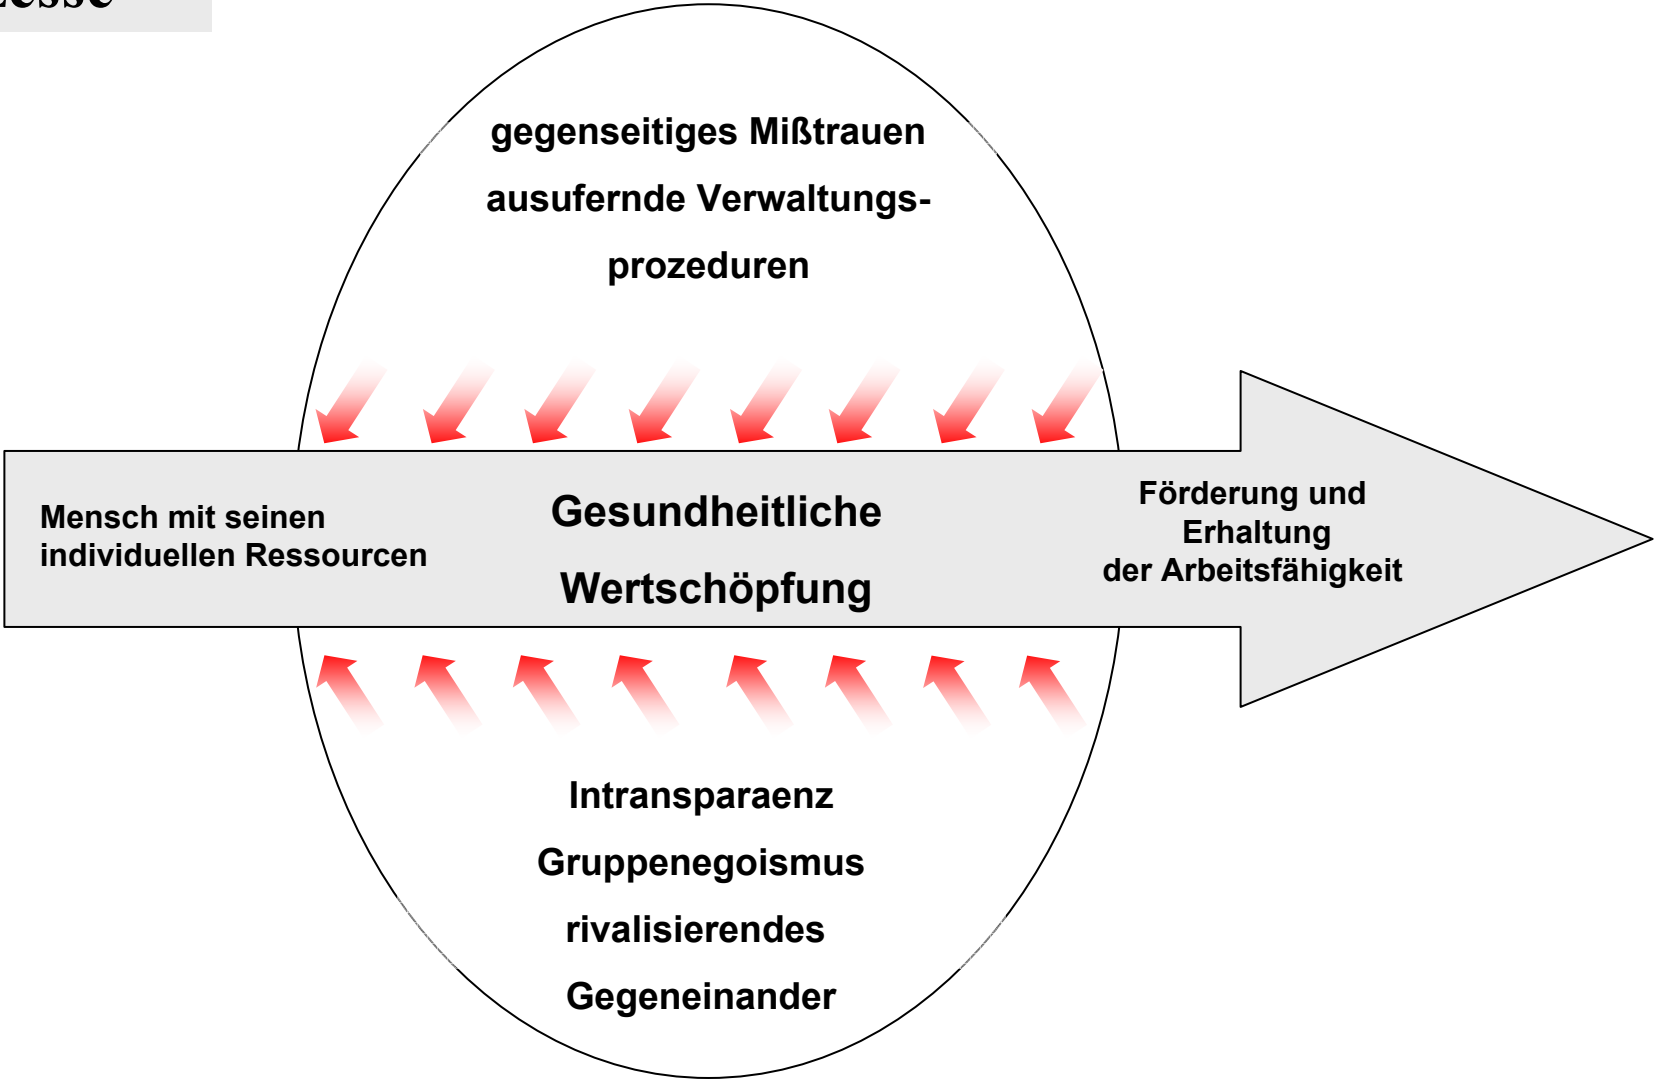 gegenseitiges Mißtrauen
ausufernde Verwaltungs-
prozeduren
Mensch mit seinen
individuellen Ressourcen
Gesundheitliche
Wertschöpfung
Förderung und
Erhaltung
der Arbeitsfähigkeit
Intransparaenz
Gruppenegoismus
rivalisierendes
Gegeneinander